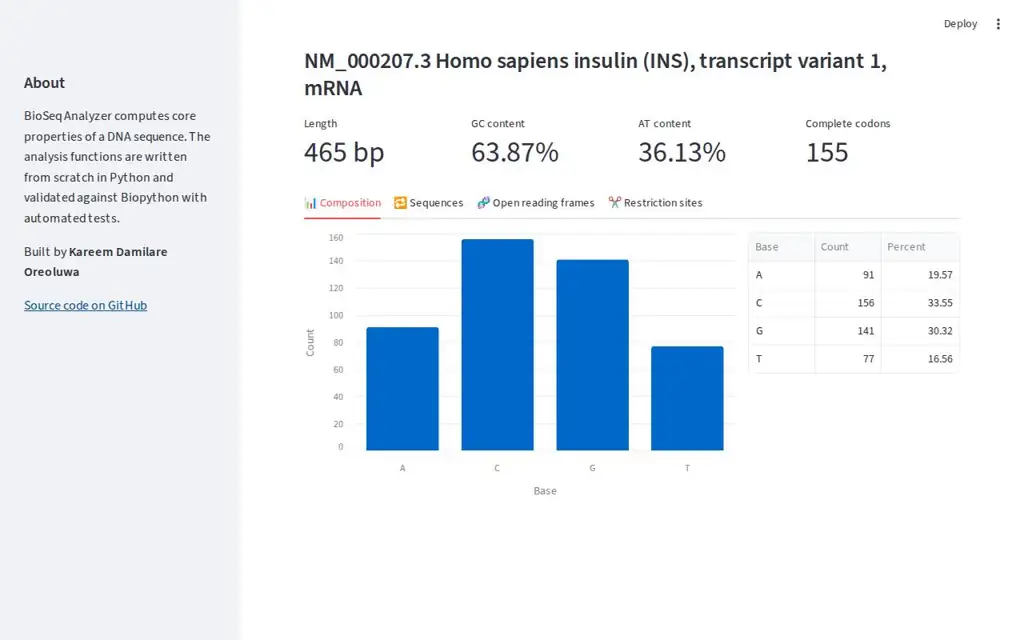 Deploy
About
BioSeq Analyzer computes core
properties of a DNA sequence. The
analysis functions are written
from scratch in Python and
validated against Biopython with
automated tests.
Built by Kareem Damilare
Oreoluwa
Source code on GitHub
NM_000207.3 Homo sapiens insulin (INS), transcript variant 1,
mRNA
Length GC content AT content Complete codons
465 bp 63.87% 36.13% 155
Composition Sequences Open reading frames Restriction sites
160
140
120
100
80
60
40
20
0
Count
A C G T
Base
Base Count Percent
A 91 19.57
C 156 33.55
G 141 30.32
T 77 16.56